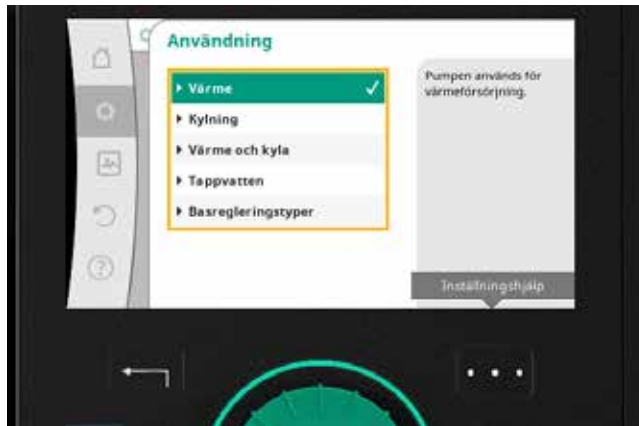 Användning
Värme
Kylning
Värme och kyla
Tappvatten
Basregleringstyper
Pumpen används för
värmeförsörjning.
Inställningshjälp